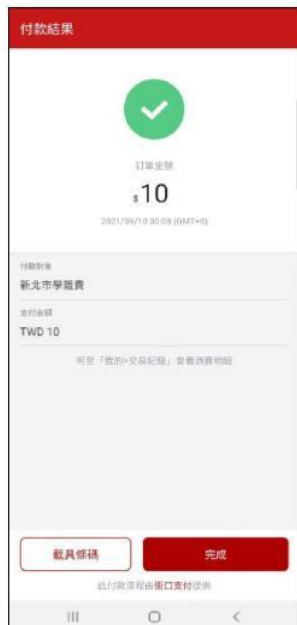 付款結果
訂單金額
$10
2021/09/10 00:08 (GMT+8)
付款對象
新北市學雜費
支付金額
TWD 10
可至「我的>交易紀錄」查看消費明細
載具條碼
完成
此付款流程由街口支付提供